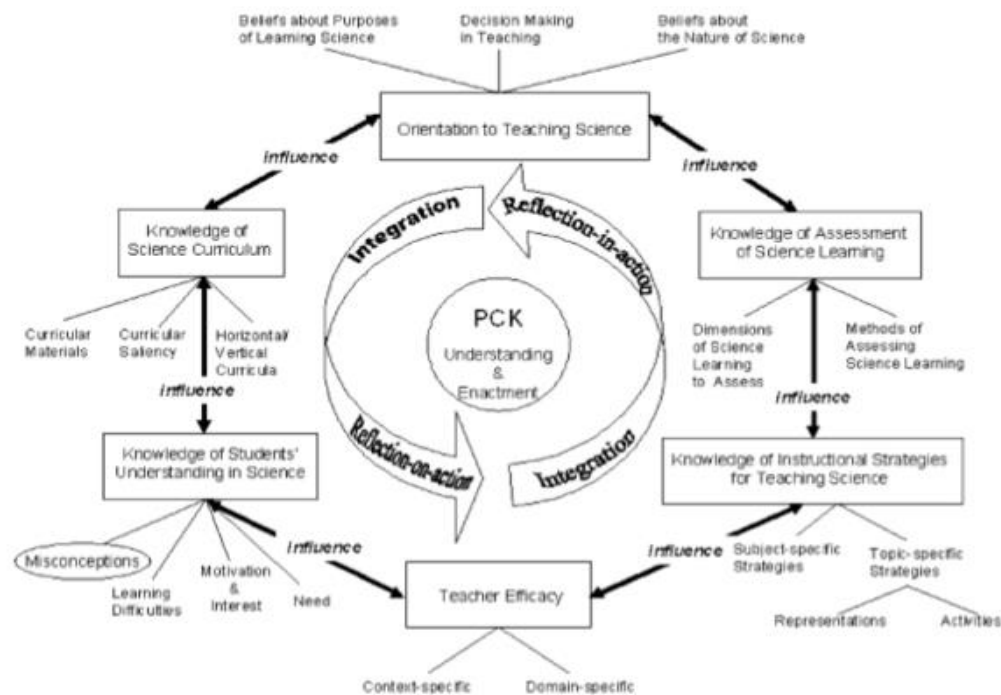 Beliefs about Purposes
of Learning Science
Decision Making
in Teaching
Beliefs about
the Nature of Science
Orientation to Teaching Science
influence
influence
Integration
Reflection-in-action
Knowledge of
Science Curriculum
Knowledge of Assessment
of Science Learning
PCK
Understanding
&
Enactment
Curricular
Materials
Curricular
Saliency
Horizontal/
Vertical
Curricula
Dimensions
of Science
Learning
to Assess
Methods of
Assessing
Science Learning
influence
influence
Knowledge of Students'
Understanding in Science
Reflection-on-action
Integration
Knowledge of Instructional Strategies
for Teaching Science
Misconceptions
Learning
Difficulties
Motivation
&
Interest
Need
influence
influence
Subject-specific
Strategies
Topic-specific
Strategies
Representations
Activities
Teacher Efficacy
Context-specific
Domain-specific